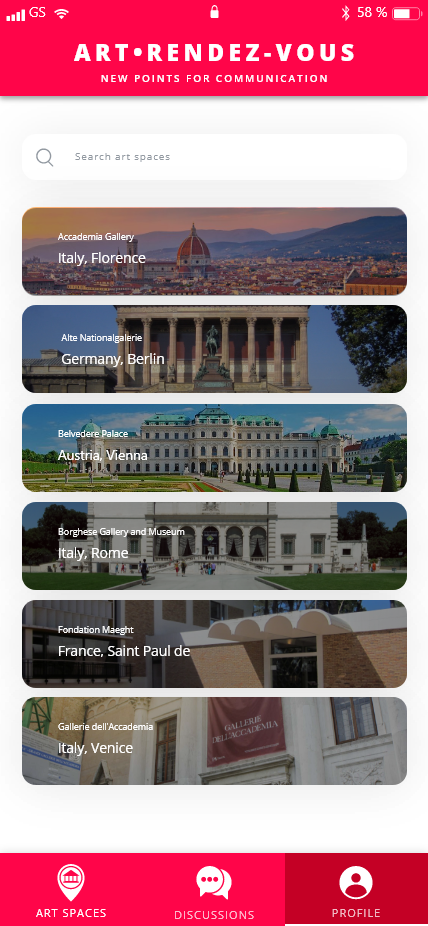 GS 58 %
ART•RENDEZ-VOUS
NEW POINTS FOR COMMUNICATION
Search art spaces
Accademia Gallery
Italy, Florence
Alte Nationalgalerie
Germany, Berlin
Belvedere Palace
Austria, Vienna
Borghese Gallery and Museum
Italy, Rome
Fondation Maeght
France, Saint Paul de
Gallerie dell'Accademia
Italy, Venice
GALLERIE
DELL'ACCADEMIA
ART SPACES
DISCUSSIONS
PROFILE